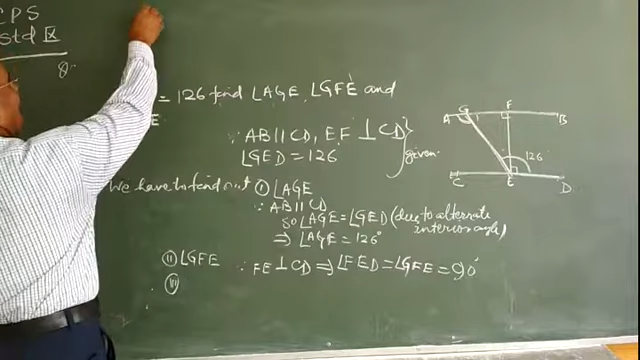 CPS
Std IX
= 126 find ∠AGE, ∠GFE and
E
∵ AB∥CD, EF ⊥ CD
∠GED = 126°
given
We have to find out (i) ∠AGE
∵ AB∥CD
so ∠AGE = ∠GED (due to alternate interior angle)
⇒ ∠AGE = 126°
(ii) ∠GFE ∵ FE ⊥ CD ⇒ ∠FED = ∠GFE = 90°
(iii)
A G F B
126°
C E D